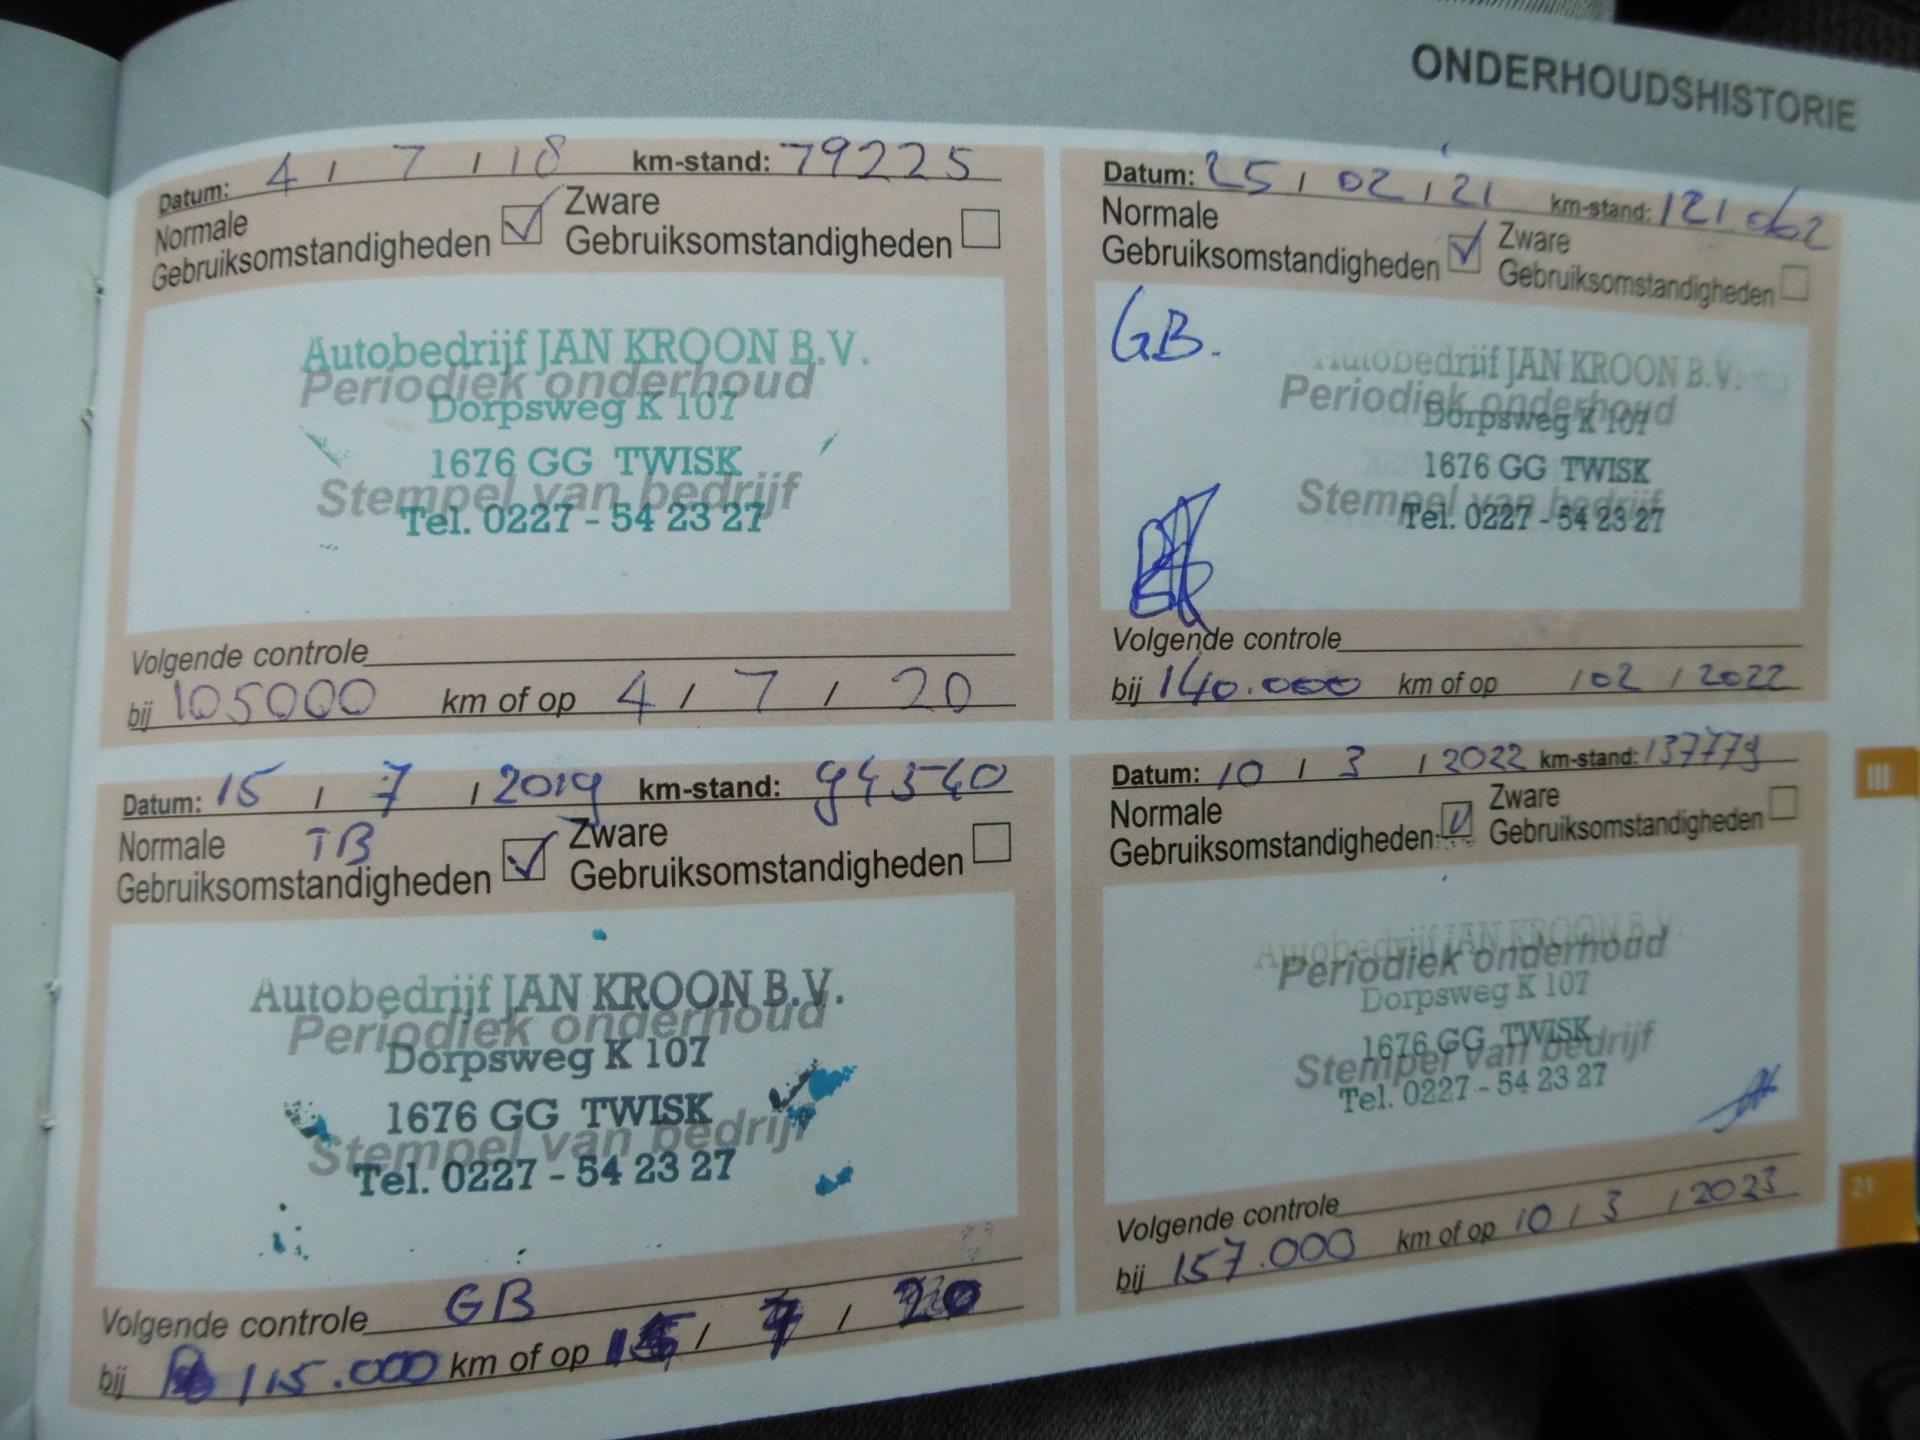 ONDERHOUDSHISTORIE
Datum: 4 / 7 / 18 km-stand: 79225
Normale
Gebruiksomstandigheden
Zware
Gebruiksomstandigheden
Autobedrijf JAN KROON B.V.
Periodiek onderhoud
Dorpsweg K 107
1676 GG TWISK
Stempel van bedrijf
Tel. 0227 - 54 23 27
Volgende controle
bij 105000 km of op 4 / 7 / 20
Datum: 15 / 7 / 2019 km-stand: 94540
Normale TB
Gebruiksomstandigheden
Zware
Gebruiksomstandigheden
Autobedrijf JAN KROON B.V.
Periodiek onderhoud
Dorpsweg K 107
1676 GG TWISK
Stempel van bedrijf
Tel. 0227 - 54 23 27
Volgende controle GB
bij 115.000 km of op 15 / 7 / 20
Datum: 25 / 02 / 21 km-stand: 121.062
Normale
Gebruiksomstandigheden
Zware
Gebruiksomstandigheden
GB.
Autobedrijf JAN KROON B.V.
Periodiek onderhoud
Dorpsweg K 107
1676 GG TWISK
Stempel van bedrijf
Tel. 0227 - 54 23 27
Volgende controle
bij 140.000 km of op / 02 / 2022
Datum: 10 / 3 / 2022 km-stand: 137779
Normale
Gebruiksomstandigheden
Zware
Gebruiksomstandigheden
Autobedrijf JAN KROON B.V.
Periodiek onderhoud
Dorpsweg K 107
1676 GG TWISK
Stempel van bedrijf
Tel. 0227 - 54 23 27
Volgende controle
bij 157.000 km of op 10 / 3 / 2023
III
21